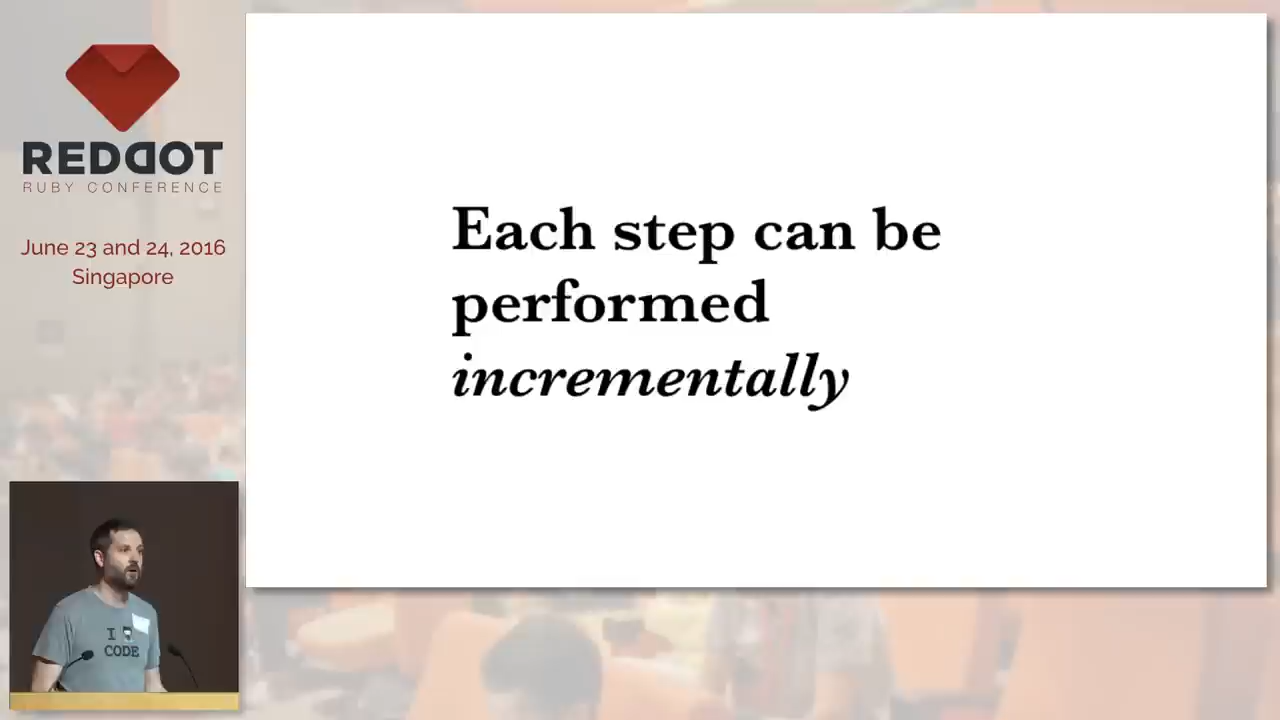 REDDOT
RUBY CONFERENCE
June 23 and 24, 2016
Singapore
Each step can be
performed
incrementally
I
CODE